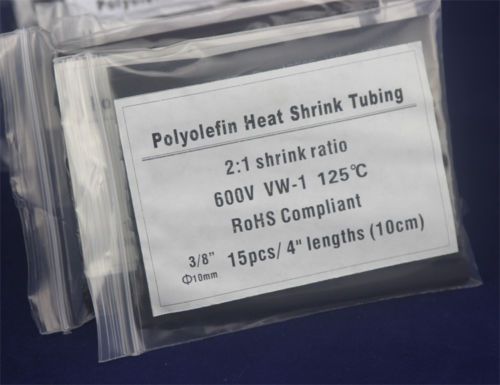 Polyolefin
Polyolefin Heat Shrink Tubing
2:1 shrink ratio
600V VW-1 125℃
RoHS Compliant
3/8" 15pcs/ 4" lengths (10cm)
Φ10mm